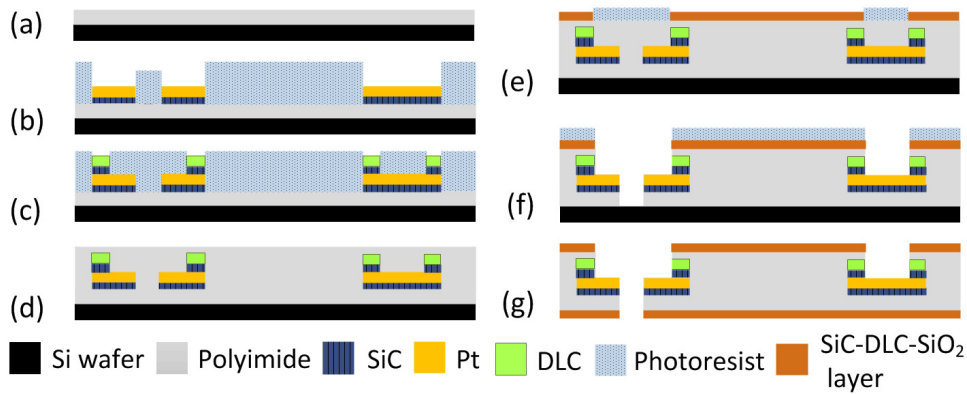 (a)
(b)
(c)
(d)
(e)
(f)
(g)
Si wafer
Polyimide
SiC
Pt
DLC
Photoresist
SiC-DLC-SiO₂
layer